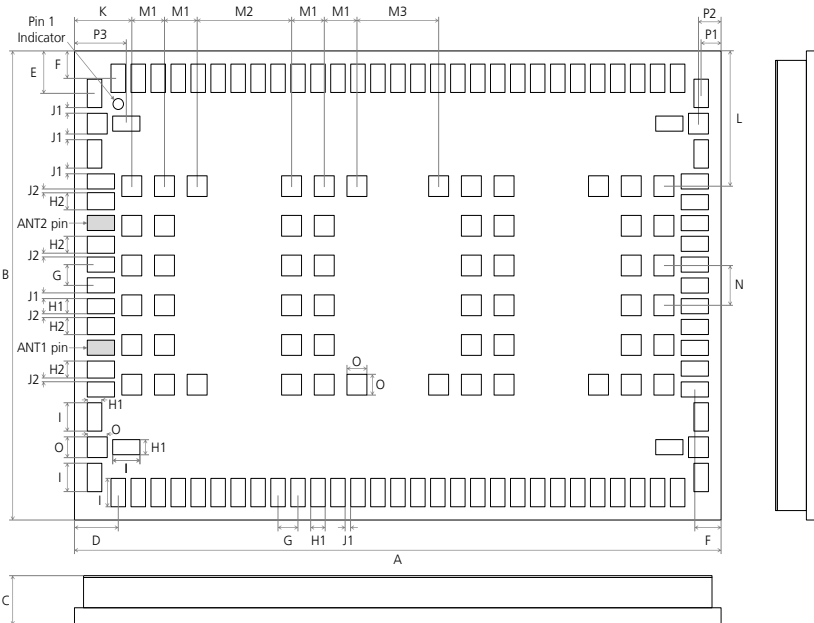 K M1 M1 M2 M1 M1 M3 P2
Pin 1
Indicator
P3 P1
E F
L
J1
J1
J1
J2
H2
ANT2 pin
H2
J2
B G N
J1
H1
J2
H2
ANT1 pin
O
H2 O
J2
H1
I
O
O H1
I
I I
D G H1 J1 F
A
C